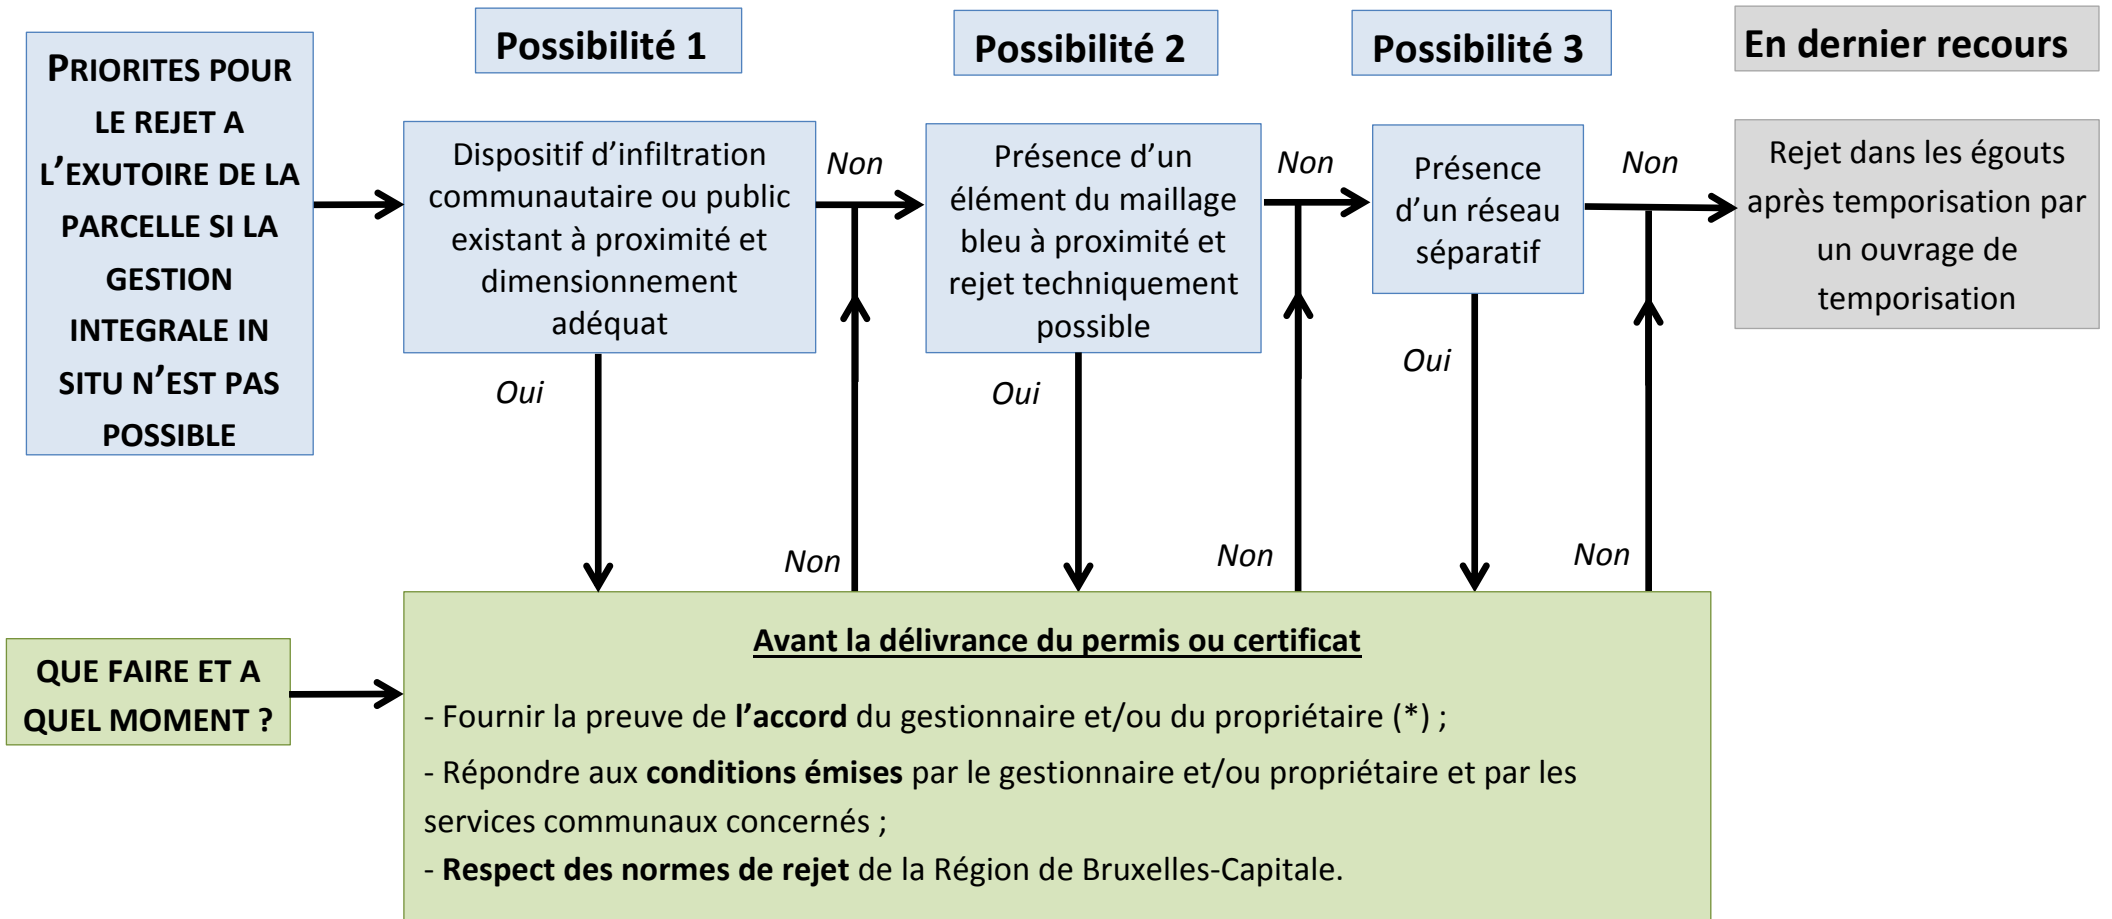 PRIORITES POUR
LE REJET A
L'EXUTOIRE DE LA
PARCELLE SI LA
GESTION
INTEGRALE IN
SITU N'EST PAS
POSSIBLE
Possibilité 1
Possibilité 2
Possibilité 3
En dernier recours
Dispositif d'infiltration
communautaire ou public
existant à proximité et
dimensionnement
adéquat
Non
Oui
Présence d'un
élément du maillage
bleu à proximité et
rejet techniquement
possible
Non
Oui
Présence
d'un réseau
séparatif
Non
Oui
Rejet dans les égouts
après temporisation par
un ouvrage de
temporisation
Non
Non
Non
QUE FAIRE ET A
QUEL MOMENT ?
Avant la délivrance du permis ou certificat
- Fournir la preuve de l'accord du gestionnaire et/ou du propriétaire (*) ;
- Répondre aux conditions émises par le gestionnaire et/ou propriétaire et par les
services communaux concernés ;
- Respect des normes de rejet de la Région de Bruxelles-Capitale.